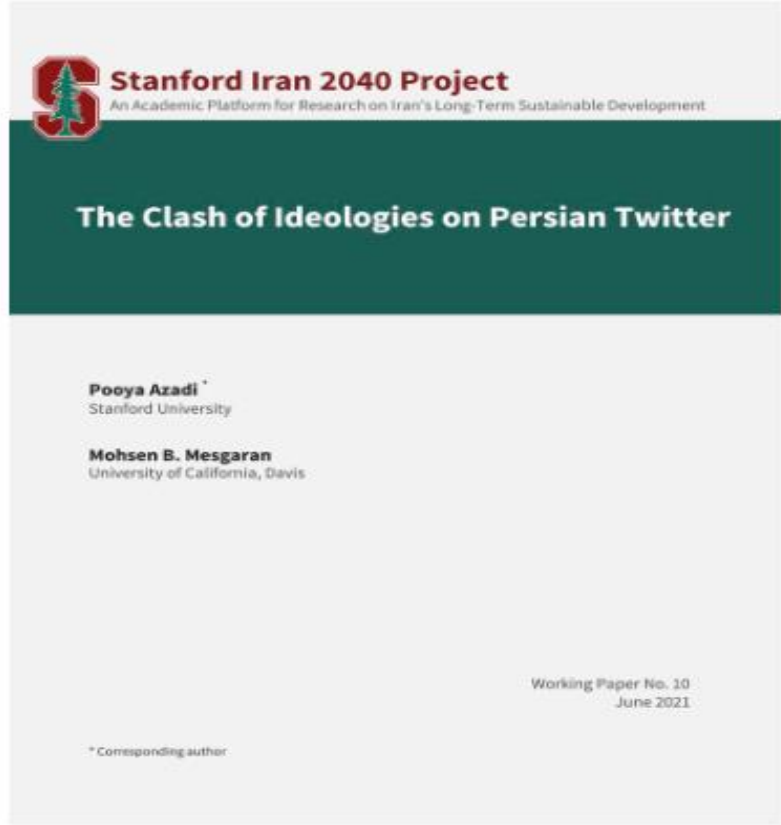 S
Stanford Iran 2040 Project
An Academic Platform for Research on Iran's Long-Term Sustainable Development
The Clash of Ideologies on Persian Twitter
Pooya Azadi *
Stanford University
Mohsen B. Mesgaran
University of California, Davis
Working Paper No. 10
June 2021
* Corresponding author